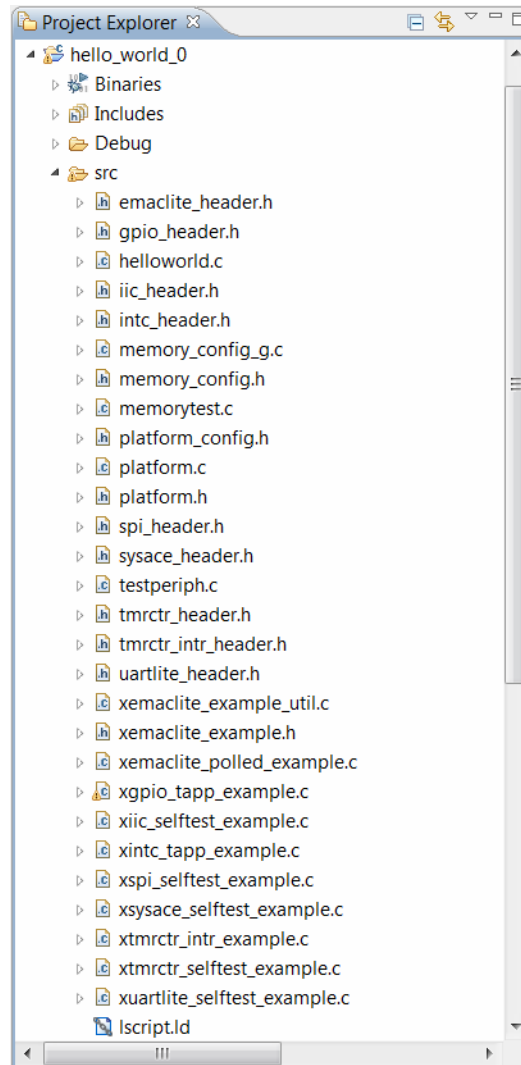 Project Explorer
hello_world_0
Binaries
Includes
Debug
src
emaclite_header.h
gpio_header.h
helloworld.c
iic_header.h
intc_header.h
memory_config_g.c
memory_config.h
memorytest.c
platform_config.h
platform.c
platform.h
spi_header.h
sysace_header.h
testperiph.c
tmrctr_header.h
tmrctr_intr_header.h
uartlite_header.h
xemaclite_example_util.c
xemaclite_example.h
xemaclite_polled_example.c
xgpio_tapp_example.c
xiic_selftest_example.c
xintc_tapp_example.c
xspi_selftest_example.c
xsysace_selftest_example.c
xtmrctr_intr_example.c
xtmrctr_selftest_example.c
xuartlite_selftest_example.c
lscript.ld